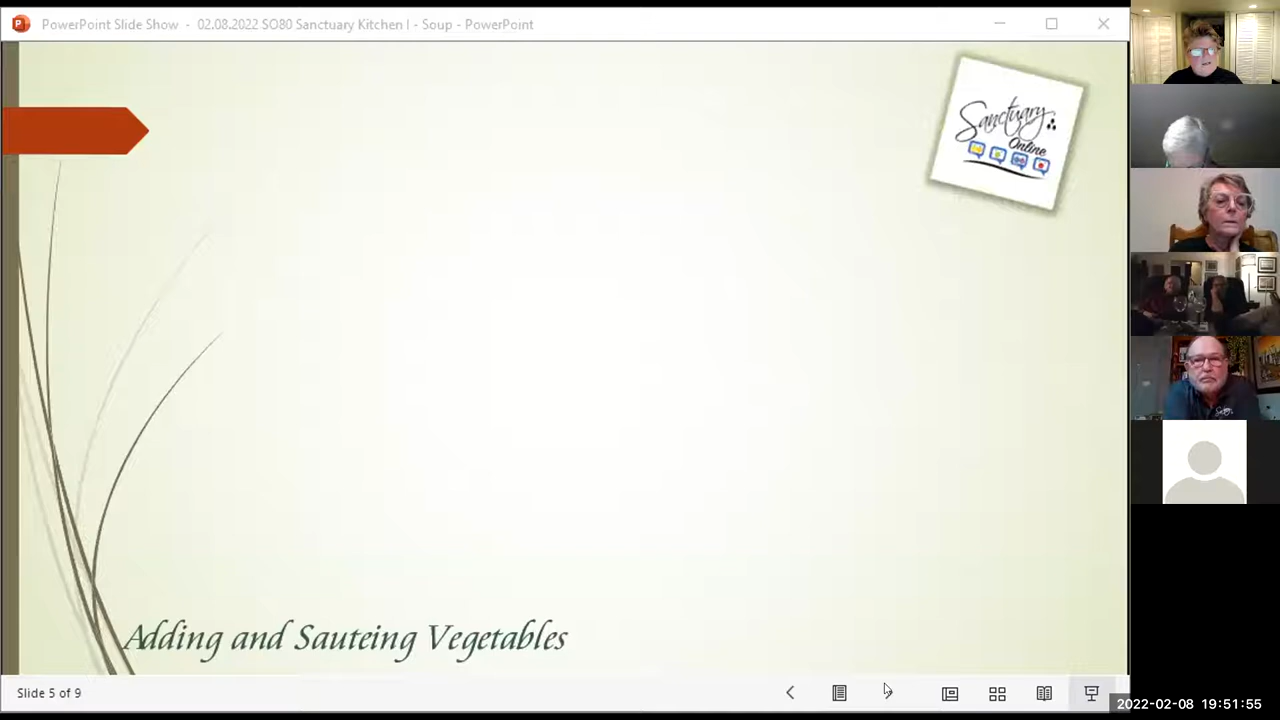 PowerPoint Slide Show - 02.08.2022 SO80 Sanctuary Kitchen I - Soup - PowerPoint
Sanctuary
Online
Adding and Sauteing Vegetables
Slide 5 of 9
2022-02-08 19:51:55